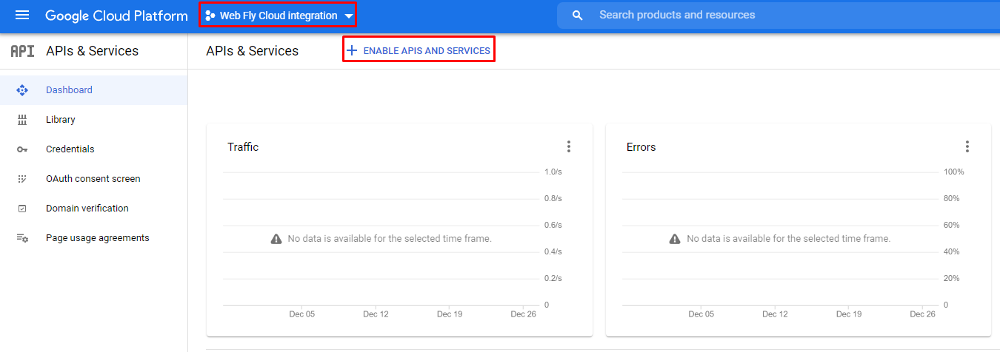 Google Cloud Platform
Web Fly Cloud integration
Search products and resources
API
APIs & Services
APIs & Services
ENABLE APIS AND SERVICES
Dashboard
Library
Credentials
OAuth consent screen
Domain verification
Page usage agreements
Traffic
1.0/s
0.8/s
0.6/s
No data is available for the selected time frame.
0.4/s
0.2/s
0
Dec 05 Dec 12 Dec 19 Dec 26
Errors
100%
80%
60%
No data is available for the selected time frame.
40%
20%
0
Dec 05 Dec 12 Dec 19 Dec 26